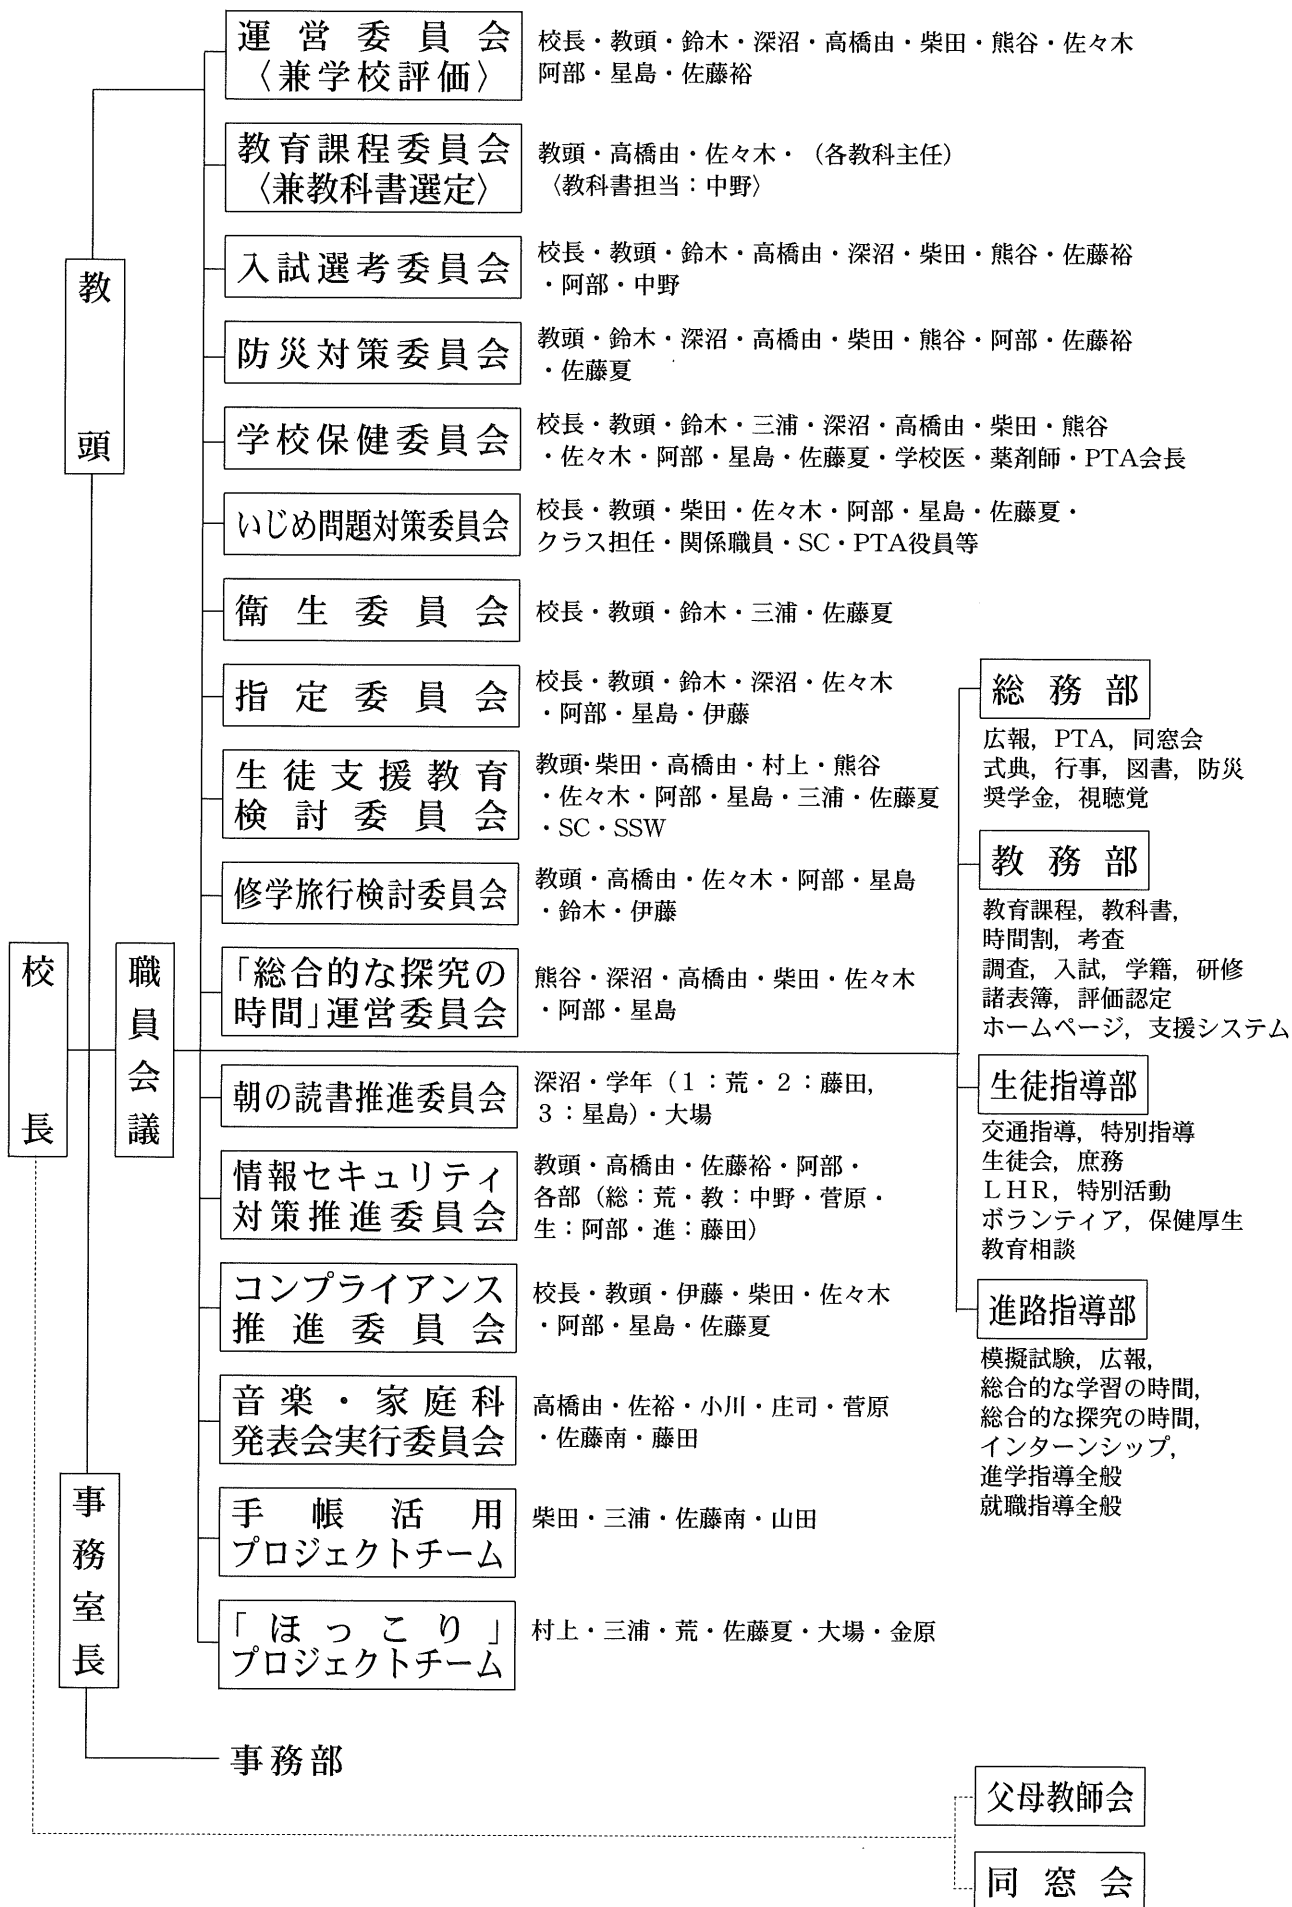 運営委員会
〈兼学校評価〉
校長・教頭・鈴木・深沼・高橋由・柴田・熊谷・佐々木
阿部・星島・佐藤裕
教育課程委員会
〈兼教科書選定〉
教頭・高橋由・佐々木・（各教科主任）
〈教科書担当：中野〉
入試選考委員会
校長・教頭・鈴木・高橋由・深沼・柴田・熊谷・佐藤裕
・阿部・中野
防災対策委員会
教頭・鈴木・深沼・高橋由・柴田・熊谷・阿部・佐藤裕
・佐藤夏
学校保健委員会
校長・教頭・鈴木・三浦・深沼・高橋由・柴田・熊谷
・佐々木・阿部・星島・佐藤夏・学校医・薬剤師・PTA会長
いじめ問題対策委員会
校長・教頭・柴田・佐々木・阿部・星島・佐藤夏・
クラス担任・関係職員・SC・PTA役員等
衛生委員会
校長・教頭・鈴木・三浦・佐藤夏
指定委員会
校長・教頭・鈴木・深沼・佐々木
・阿部・星島・伊藤
生徒支援教育
検討委員会
教頭・柴田・高橋由・村上・熊谷
・佐々木・阿部・星島・三浦・佐藤夏
・SC・SSW
修学旅行検討委員会
教頭・高橋由・佐々木・阿部・星島
・鈴木・伊藤
「総合的な探究の
時間」運営委員会
熊谷・深沼・高橋由・柴田・佐々木
・阿部・星島
朝の読書推進委員会
深沼・学年（1：荒・2：藤田，
3：星島）・大場
情報セキュリティ
対策推進委員会
教頭・高橋由・佐藤裕・阿部・
各部（総：荒・教：中野・菅原・
生：阿部・進：藤田）
コンプライアンス
推進委員会
校長・教頭・伊藤・柴田・佐々木
・阿部・星島・佐藤夏
音楽・家庭科
発表会実行委員会
高橋由・佐裕・小川・庄司・菅原
・佐藤南・藤田
手帳活用
プロジェクトチーム
柴田・三浦・佐藤南・山田
「ほっこり」
プロジェクトチーム
村上・三浦・荒・佐藤夏・大場・金原
教頭
校長
職員会議
事務室長
事務部
総務部
広報，PTA，同窓会
式典，行事，図書，防災
奨学金，視聴覚
教務部
教育課程，教科書，
時間割，考査
調査，入試，学籍，研修
諸表簿，評価認定
ホームページ，支援システム
生徒指導部
交通指導，特別指導
生徒会，庶務
ＬＨＲ，特別活動
ボランティア，保健厚生
教育相談
進路指導部
模擬試験，広報，
総合的な学習の時間，
総合的な探究の時間，
インターンシップ，
進学指導全般
就職指導全般
父母教師会
同窓会